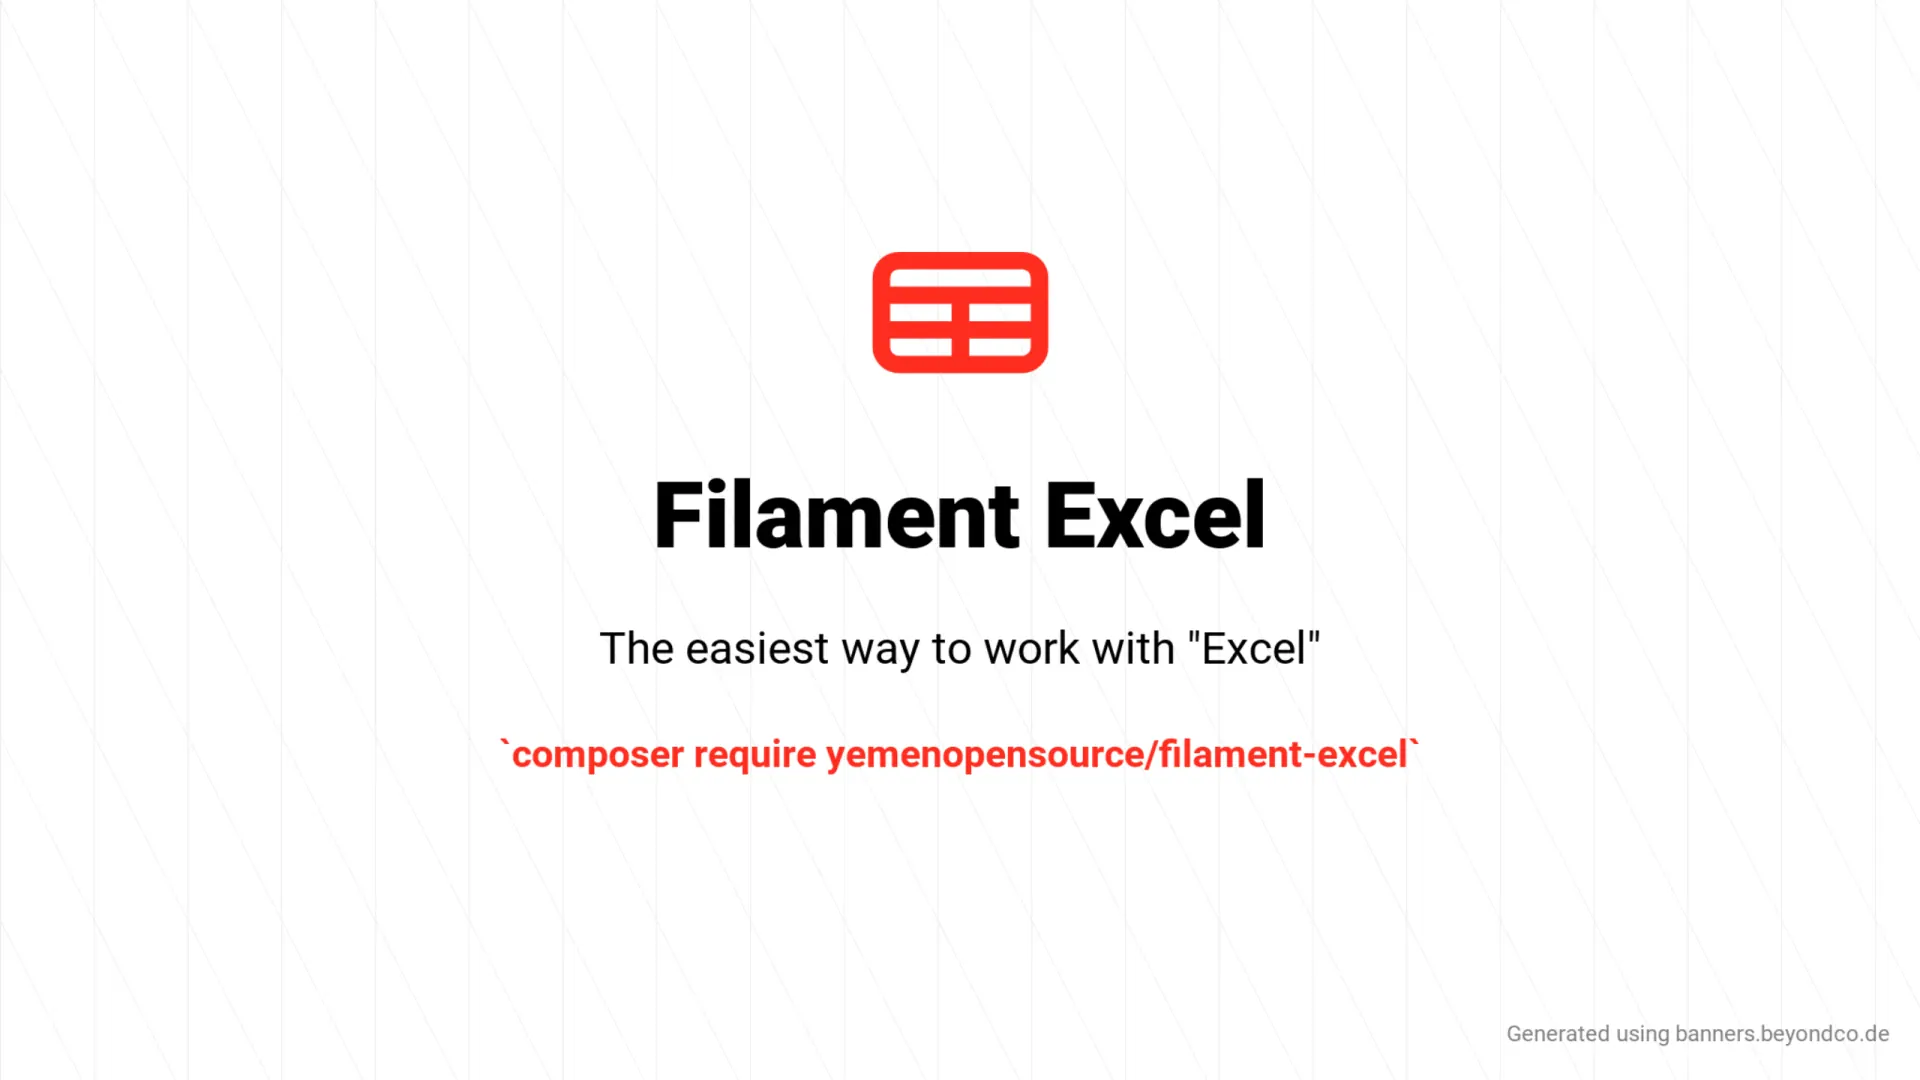 Filament Excel
The easiest way to work with "Excel"
`composer require yemenopensource/filament-excel`
Generated using banners.beyondco.de